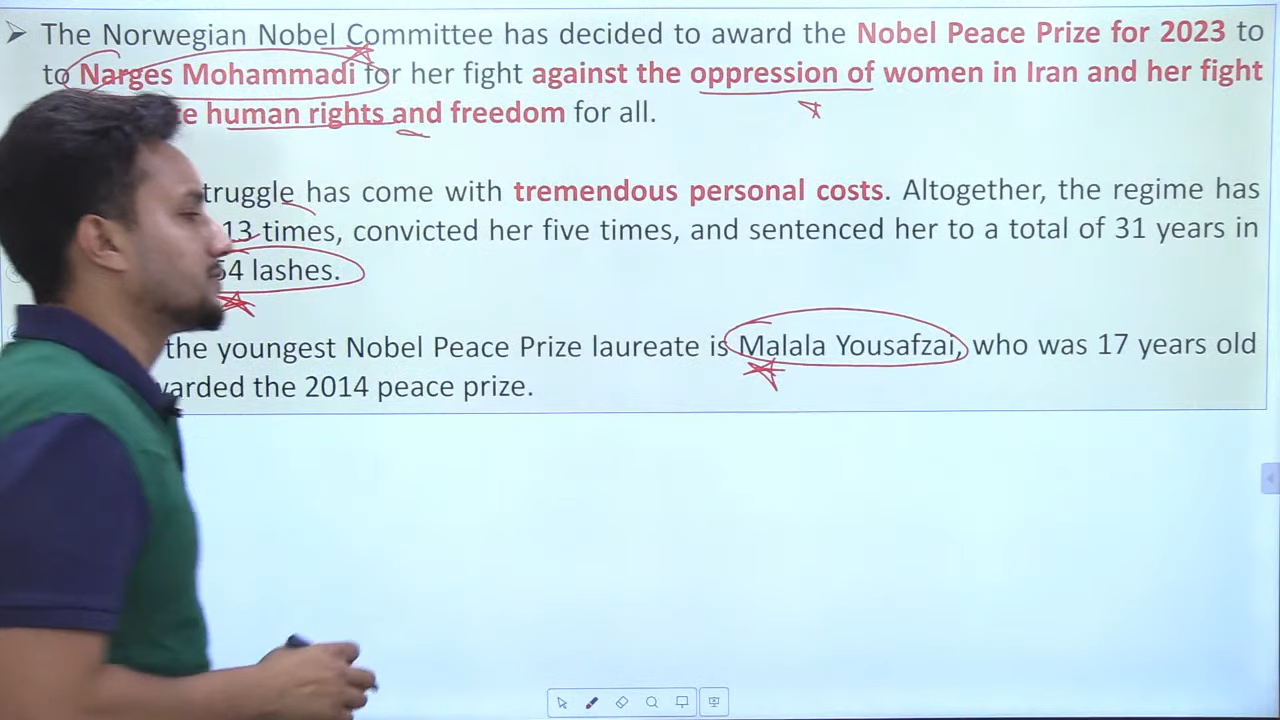 The Norwegian Nobel Committee has decided to award the Nobel Peace Prize for 2023 to
to Narges Mohammadi for her fight against the oppression of women in Iran and her fight
human rights and freedom for all.
truggle has come with tremendous personal costs. Altogether, the regime has
13 times, convicted her five times, and sentenced her to a total of 31 years in
54 lashes.
the youngest Nobel Peace Prize laureate is Malala Yousafzai, who was 17 years old
warded the 2014 peace prize.